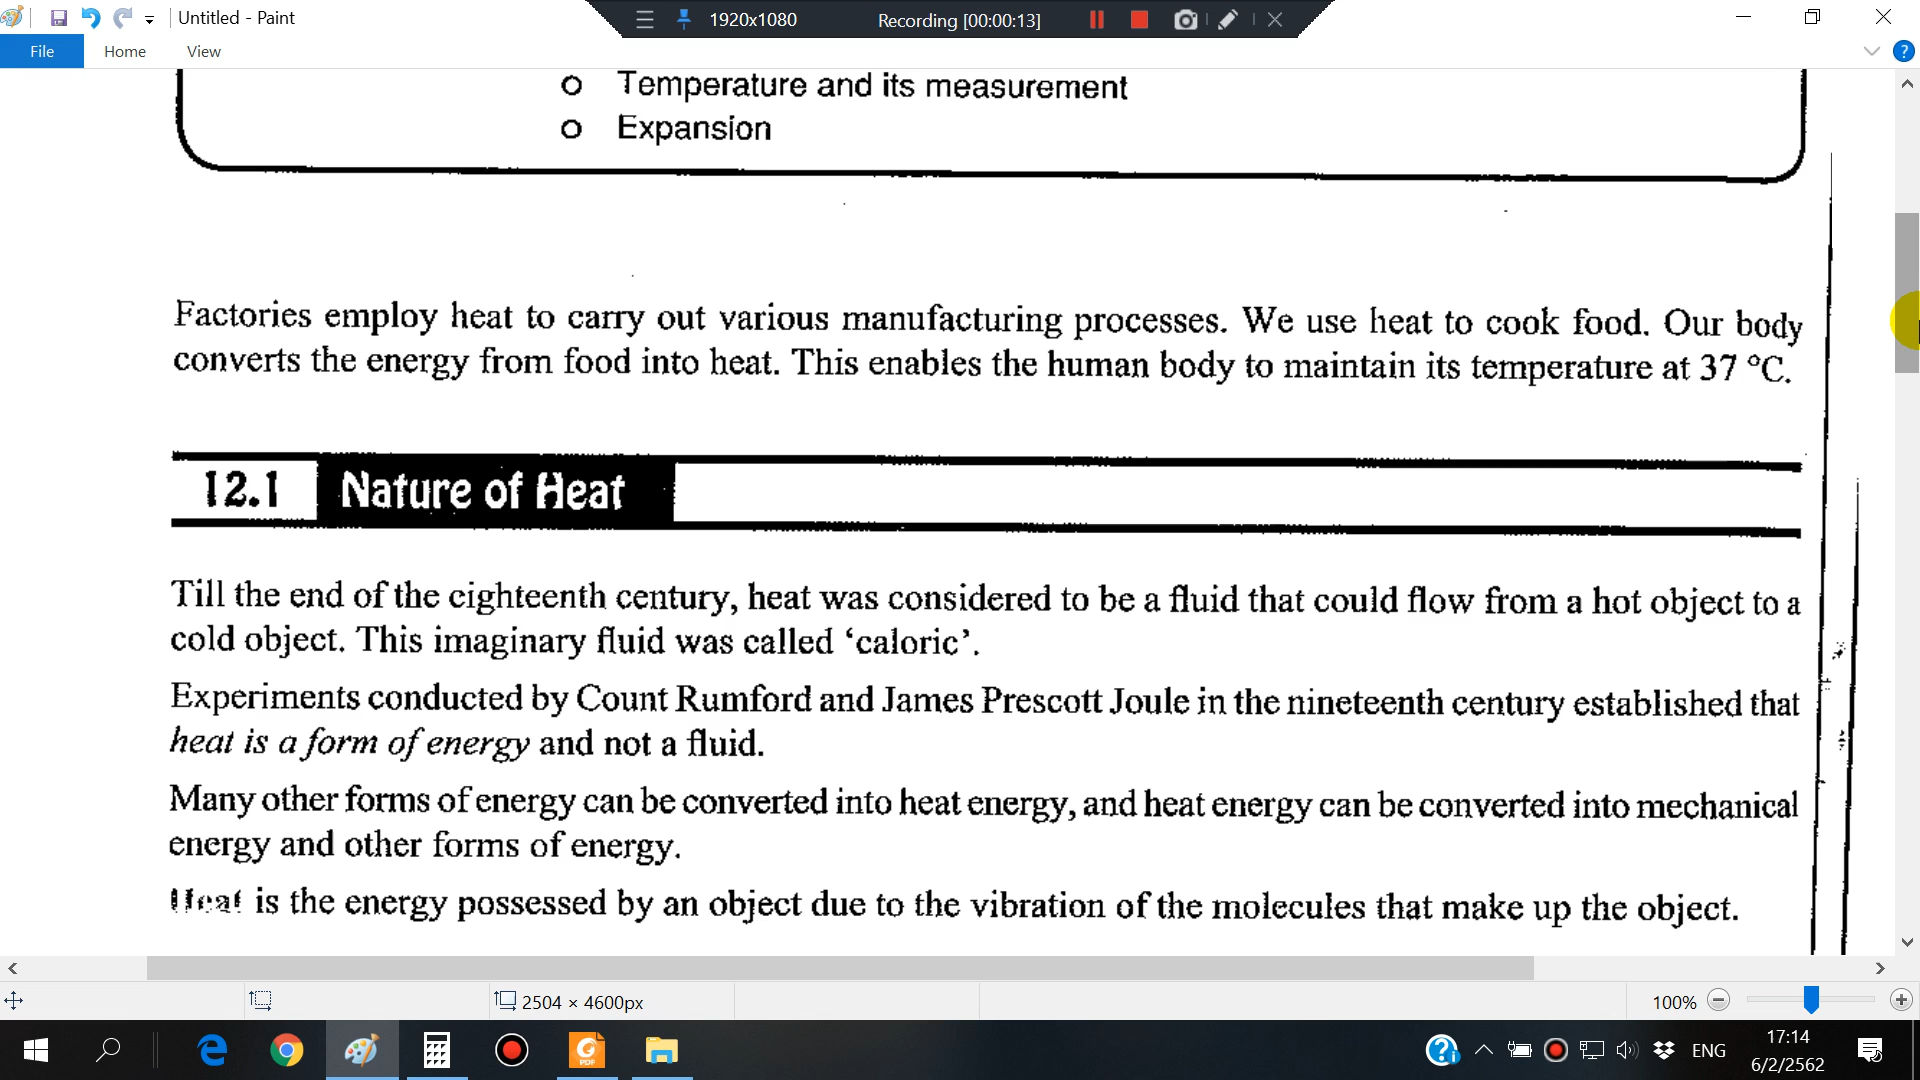 Untitled - Paint
1920x1080
Recording [00:00:13]
File
Home
View
Temperature and its measurement
Expansion
Factories employ heat to carry out various manufacturing processes. We use heat to cook food. Our body
converts the energy from food into heat. This enables the human body to maintain its temperature at 37 °C.
12.1 Nature of Heat
Till the end of the eighteenth century, heat was considered to be a fluid that could flow from a hot object to a
cold object. This imaginary fluid was called ‘caloric’.
Experiments conducted by Count Rumford and James Prescott Joule in the nineteenth century established that
heat is a form of energy and not a fluid.
Many other forms of energy can be converted into heat energy, and heat energy can be converted into mechanical
energy and other forms of energy.
Heat is the energy possessed by an object due to the vibration of the molecules that make up the object.
2504 × 4600px
100%
PDF
ENG
17:14
6/2/2562